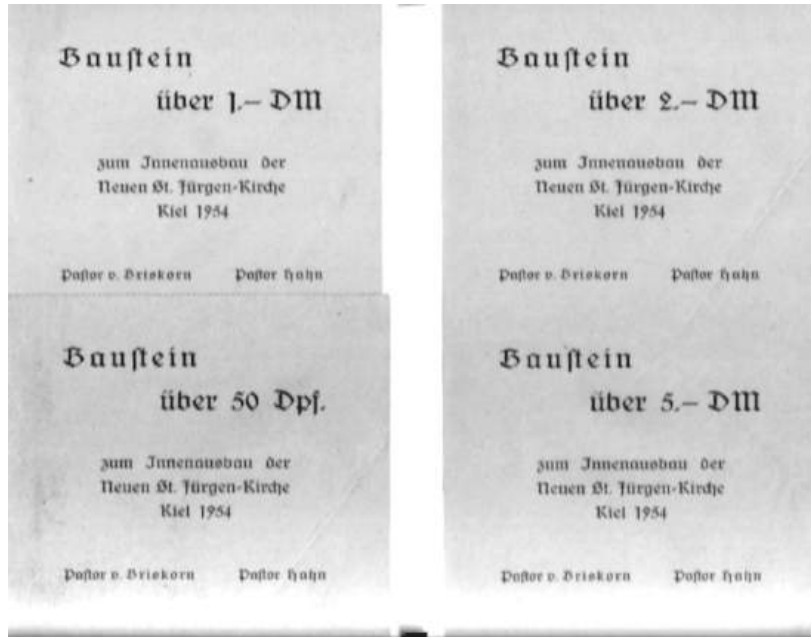 Baustein
über 1.– DM
zum Innenausbau der
Neuen St. Jürgen-Kirche
Kiel 1954
Pastor v. Briskorn Pastor Hahn
Baustein
über 2.– DM
zum Innenausbau der
Neuen St. Jürgen-Kirche
Kiel 1954
Pastor v. Briskorn Pastor Hahn
Baustein
über 50 Dpf.
zum Innenausbau der
Neuen St. Jürgen-Kirche
Kiel 1954
Pastor v. Briskorn Pastor Hahn
Baustein
über 5.– DM
zum Innenausbau der
Neuen St. Jürgen-Kirche
Kiel 1954
Pastor v. Briskorn Pastor Hahn